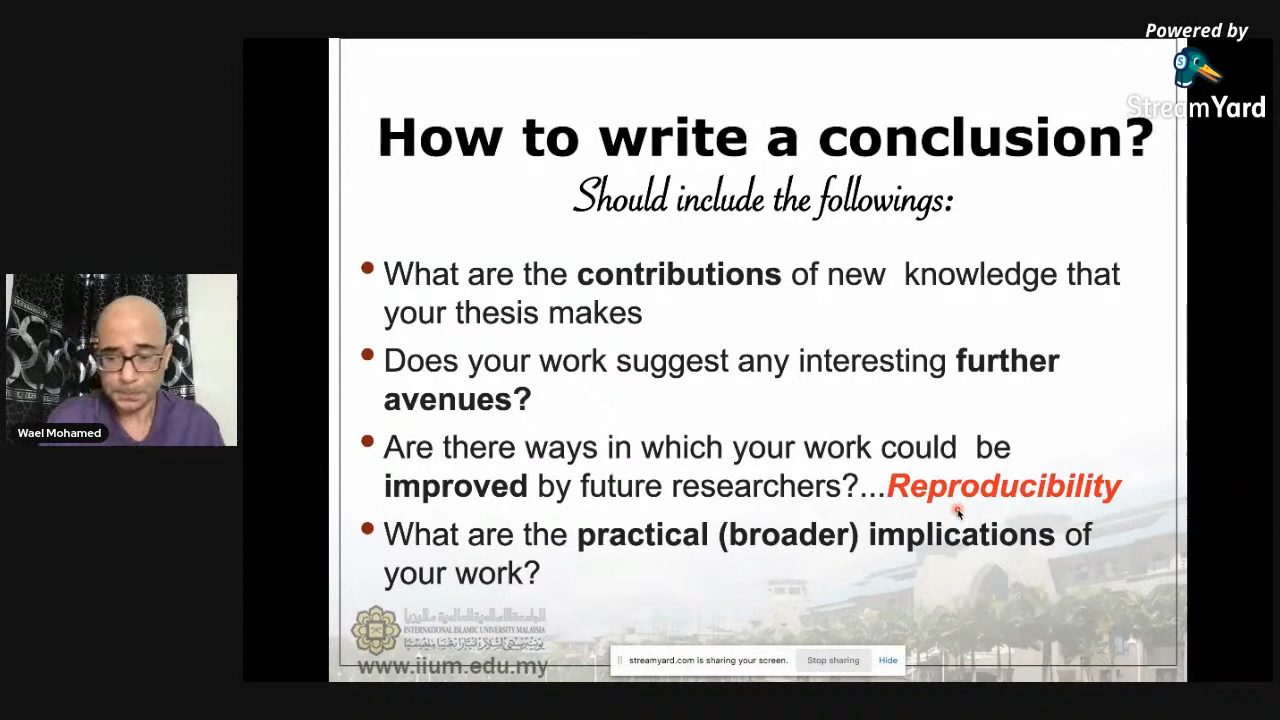 Powered by
StreamYard
How to write a conclusion?
Should include the followings:
• What are the contributions of new knowledge that
your thesis makes
• Does your work suggest any interesting further
avenues?
• Are there ways in which your work could be
improved by future researchers?...Reproducibility
• What are the practical (broader) implications of
your work?
Wael Mohamed
INTERNATIONAL ISLAMIC UNIVERSITY MALAYSIA
www.iium.edu.my
streamyard.com is sharing your screen.
Stop sharing
Hide